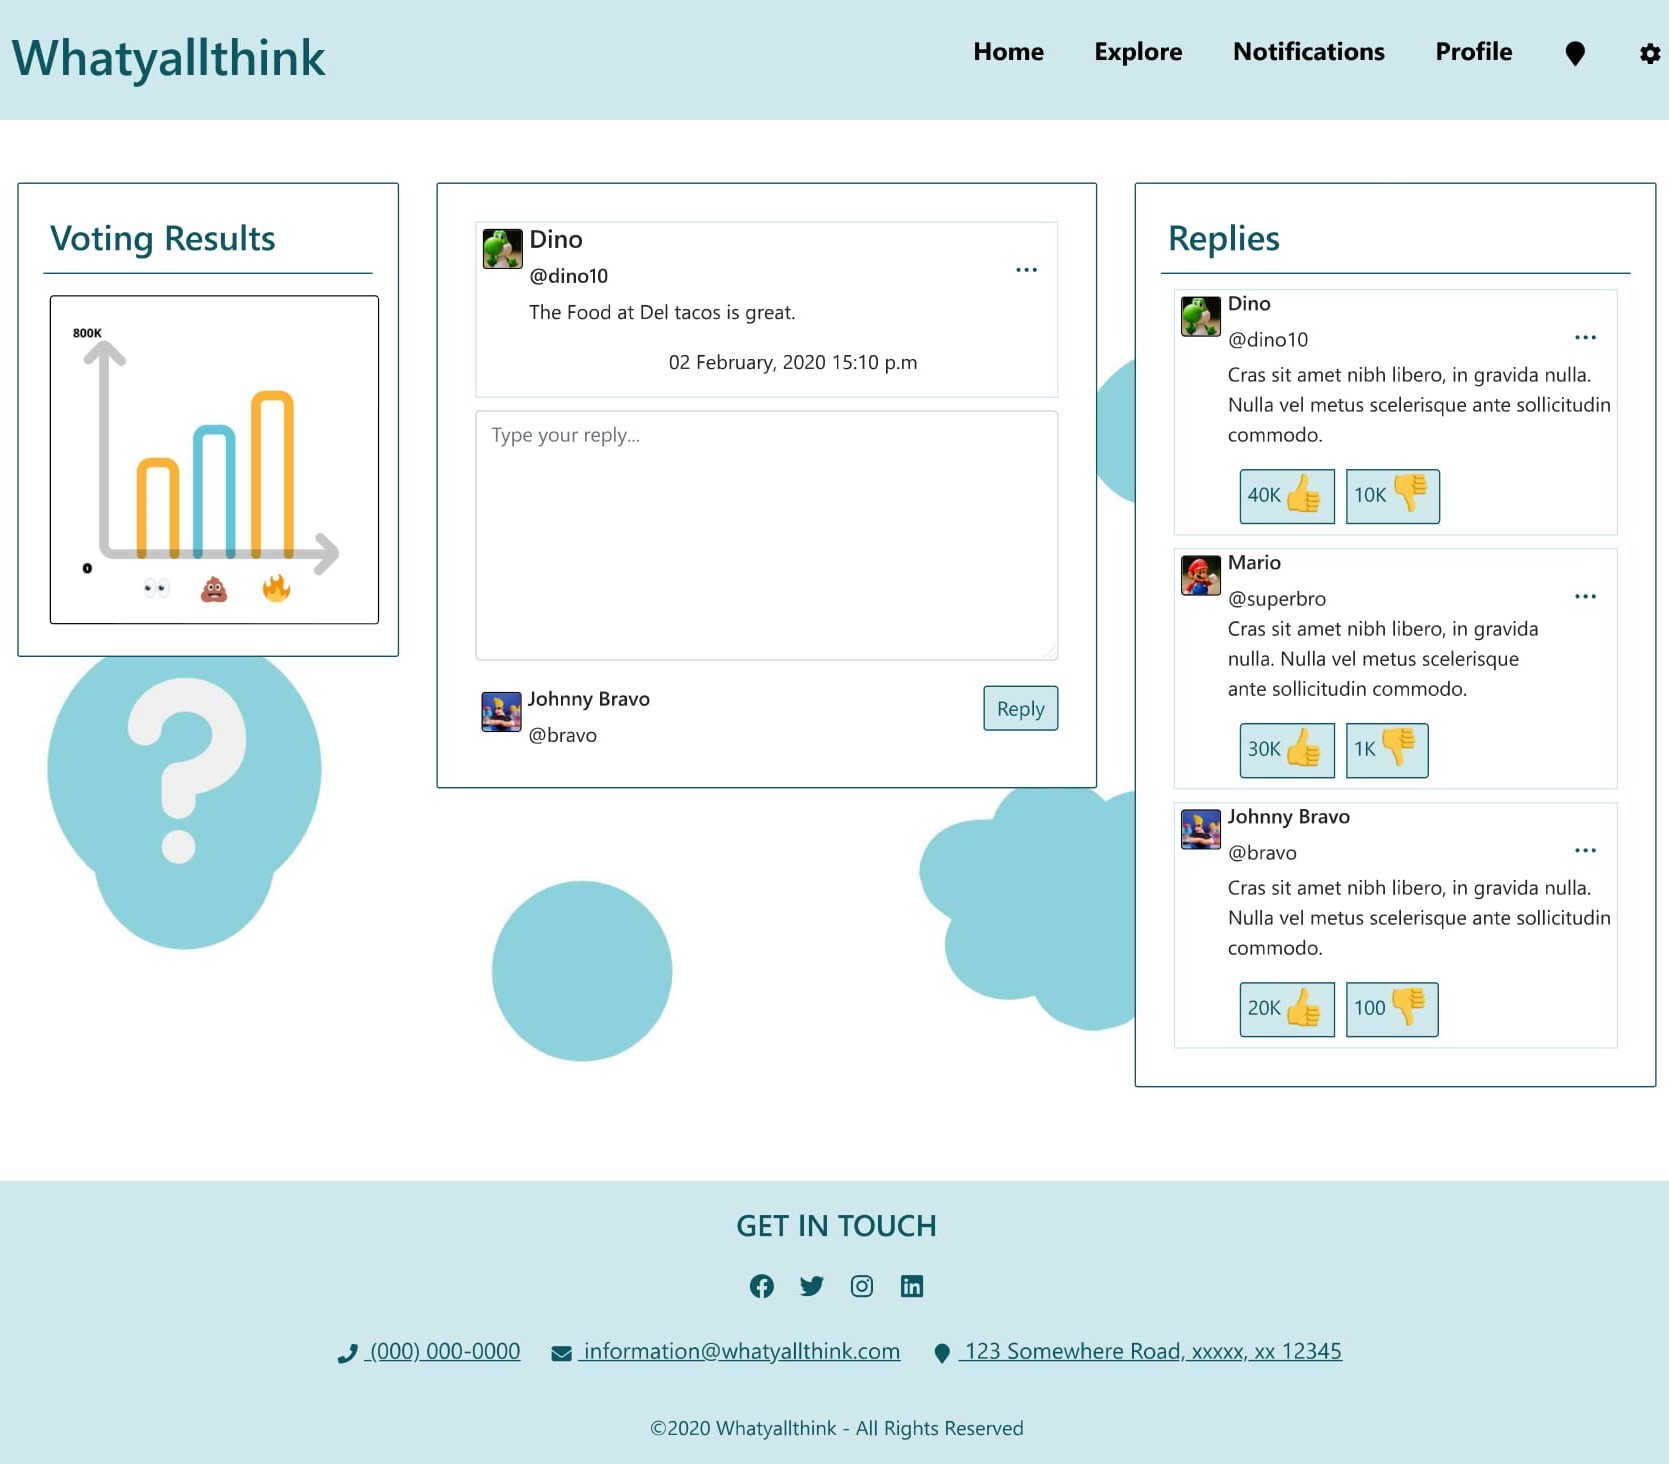 Whatyallthink
Home Explore Notifications Profile
Voting Results
800K
0
Dino
@dino10
The Food at Del tacos is great.
02 February, 2020 15:10 p.m
Type your reply...
Johnny Bravo
@bravo
Reply
Replies
Dino
@dino10
Cras sit amet nibh libero, in gravida nulla.
Nulla vel metus scelerisque ante sollicitudin
commodo.
40K 10K
Mario
@superbro
Cras sit amet nibh libero, in gravida
nulla. Nulla vel metus scelerisque
ante sollicitudin commodo.
30K 1K
Johnny Bravo
@bravo
Cras sit amet nibh libero, in gravida nulla.
Nulla vel metus scelerisque ante sollicitudin
commodo.
20K 100
GET IN TOUCH
(000) 000-0000 information@whatyallthink.com 123 Somewhere Road, xxxxx, xx 12345
©2020 Whatyallthink - All Rights Reserved